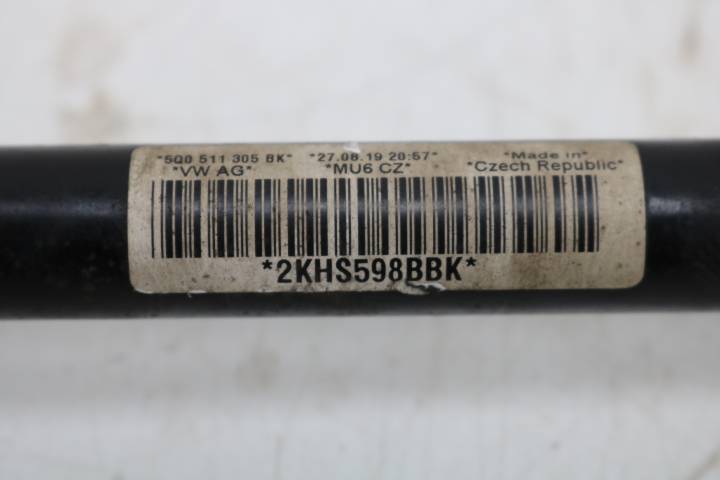 *5Q0 511 305 BK* *27.08.19 20:57* *Made in*
*VW AG* *MU6 CZ* *Czech Republic*
*2KHS598BBK*